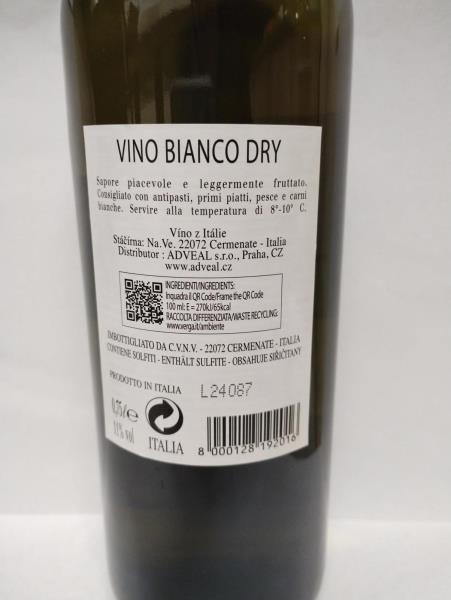 VINO BIANCO DRY
Sapore piacevole e leggermente fruttato.
Consigliato con antipasti, primi piatti, pesce e carni
bianche. Servire alla temperatura di 8°-10° C.
Víno z Itálie
Stáčírna: Na.Ve. 22072 Cermenate - Italia
Distributor : ADVEAL s.r.o., Praha, CZ
www.adveal.cz
INGREDIENTI/INGREDIENTS:
Inquadra il QR Code/Frame the QR Code
100 ml: E = 270kJ/65kcal
RACCOLTA DIFFERENZIATA/WASTE RECYCLING:
www.verga.it/ambiente
IMBOTTIGLIATO DA C.V.N.V. - 22072 CERMENATE - ITALIA
CONTIENE SOLFITI - ENTHÄLT SULFITE - OBSAHUJE SIŘIČITANY
PRODOTTO IN ITALIA
L24087
0,75 l e
11% vol
ITALIA
8 000128 192016